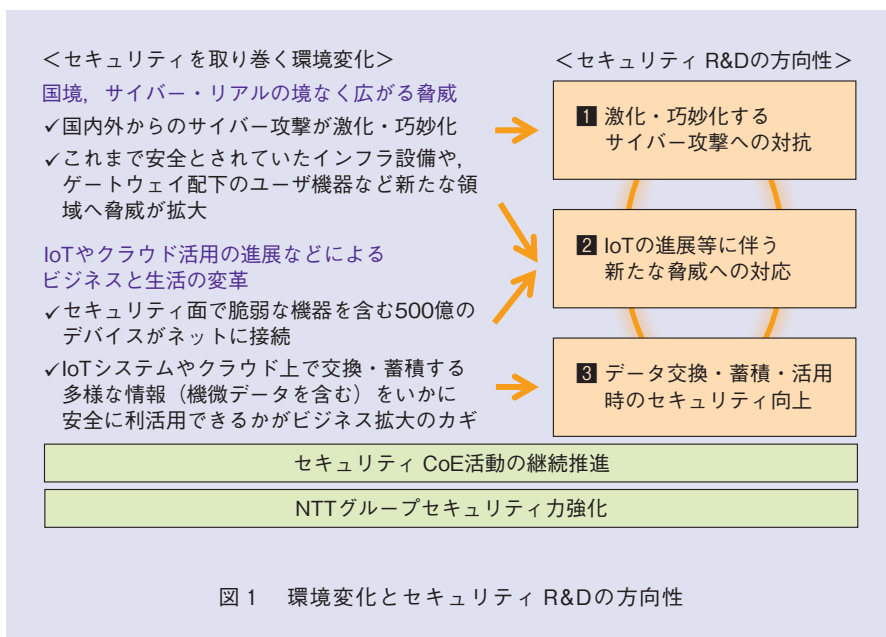 ＜セキュリティを取り巻く環境変化＞
国境，サイバー・リアルの境なく広がる脅威
✓国内外からのサイバー攻撃が激化・巧妙化
✓これまで安全とされていたインフラ設備や，
ゲートウェイ配下のユーザ機器など新たな領
域へ脅威が拡大
IoTやクラウド活用の進展などによる
ビジネスと生活の変革
✓セキュリティ面で脆弱な機器を含む500億の
デバイスがネットに接続
✓IoTシステムやクラウド上で交換・蓄積する
多様な情報（機微データを含む）をいかに
安全に利活用できるかがビジネス拡大のカギ
＜セキュリティ R&Dの方向性＞
1 激化・巧妙化する
サイバー攻撃への対抗
2 IoTの進展等に伴う
新たな脅威への対応
3 データ交換・蓄積・活用
時のセキュリティ向上
セキュリティ CoE活動の継続推進
NTTグループセキュリティ力強化
図1　環境変化とセキュリティ R&Dの方向性